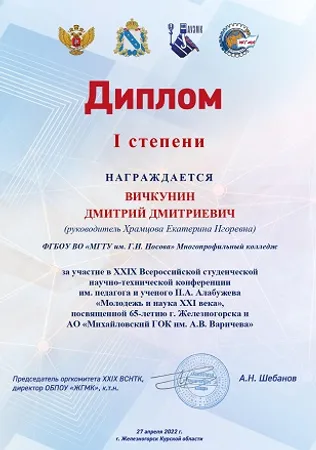 Диплом
I степени
НАГРАЖДАЕТСЯ
ВИЧКУНИН
ДМИТРИЙ ДМИТРИЕВИЧ
(руководитель Храмцова Екатерина Игоревна)
ФГБОУ ВО «МГТУ им. Г.И. Носова» Многопрофильный колледж
за участие в XXIX Всероссийской студенческой
научно-технической конференции
им. педагога и ученого П.А. Алабужева
«Молодежь и наука XXI века»,
посвященной 65-летию г. Железногорска и
АО «Михайловский ГОК им. А.В. Варичева»
Председатель оргкомитета XXIX ВСНТК,
директор ОБПОУ «ЖГМК», к.т.н.
А.Н. Шебанов
27 апреля 2022 г.
г. Железногорск Курской области